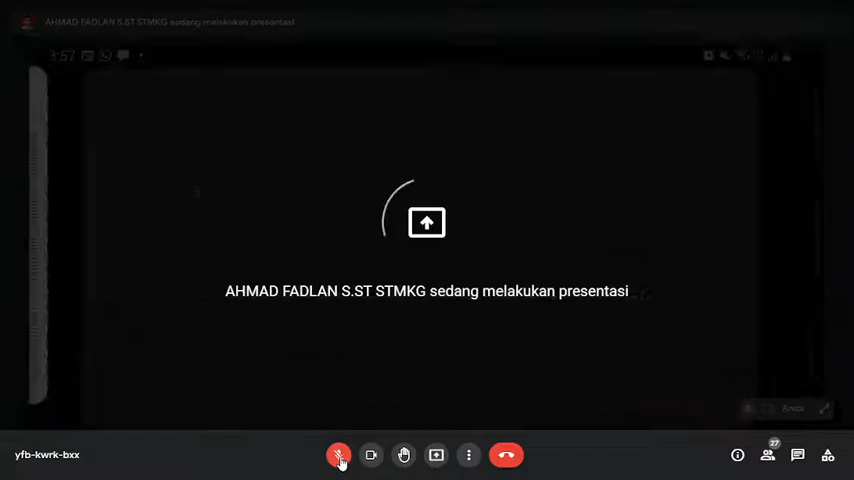 AHMAD FADLAN S.ST STMKG sedang melakukan presentasi
3:57
AHMAD FADLAN S.ST STMKG sedang melakukan presentasi
Anda
yfb-kwrk-bxx
27